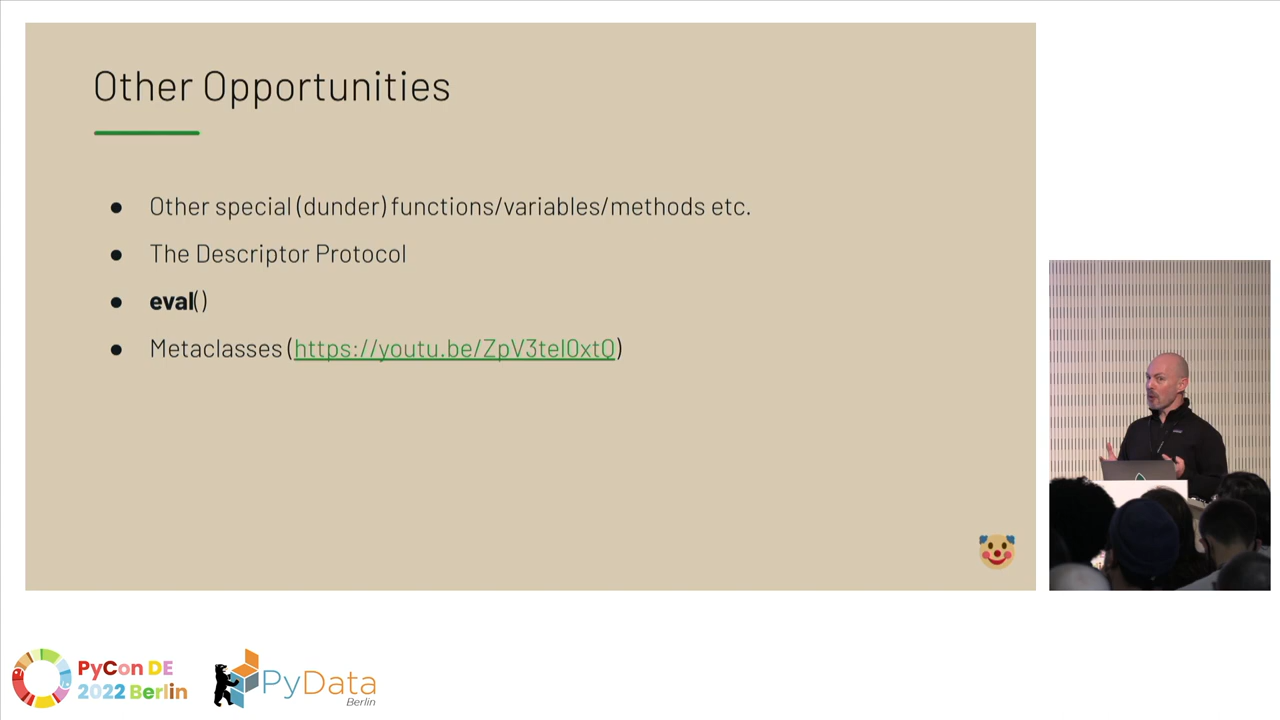 Other Opportunities
● Other special (dunder) functions/variables/methods etc.
● The Descriptor Protocol
● eval()
● Metaclasses (https://youtu.be/ZpV3tel0xtQ)
PyCon DE
2022 Berlin
PyData
Berlin